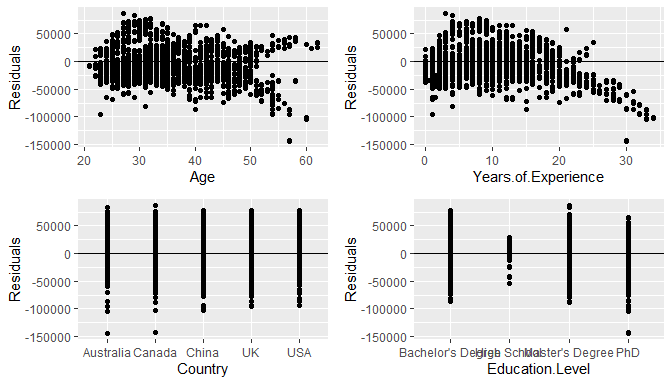 50000
0
-50000
-100000
-150000
Residuals
20
30
40
50
60
Age
50000
0
-50000
-100000
-150000
Residuals
0
10
20
30
Years.of.Experience
50000
0
-50000
-100000
-150000
Residuals
Australia
Canada
China
UK
USA
Country
50000
0
-50000
-100000
-150000
Residuals
Bachelor's Degree
High School
Master's Degree
PhD
Education.Level